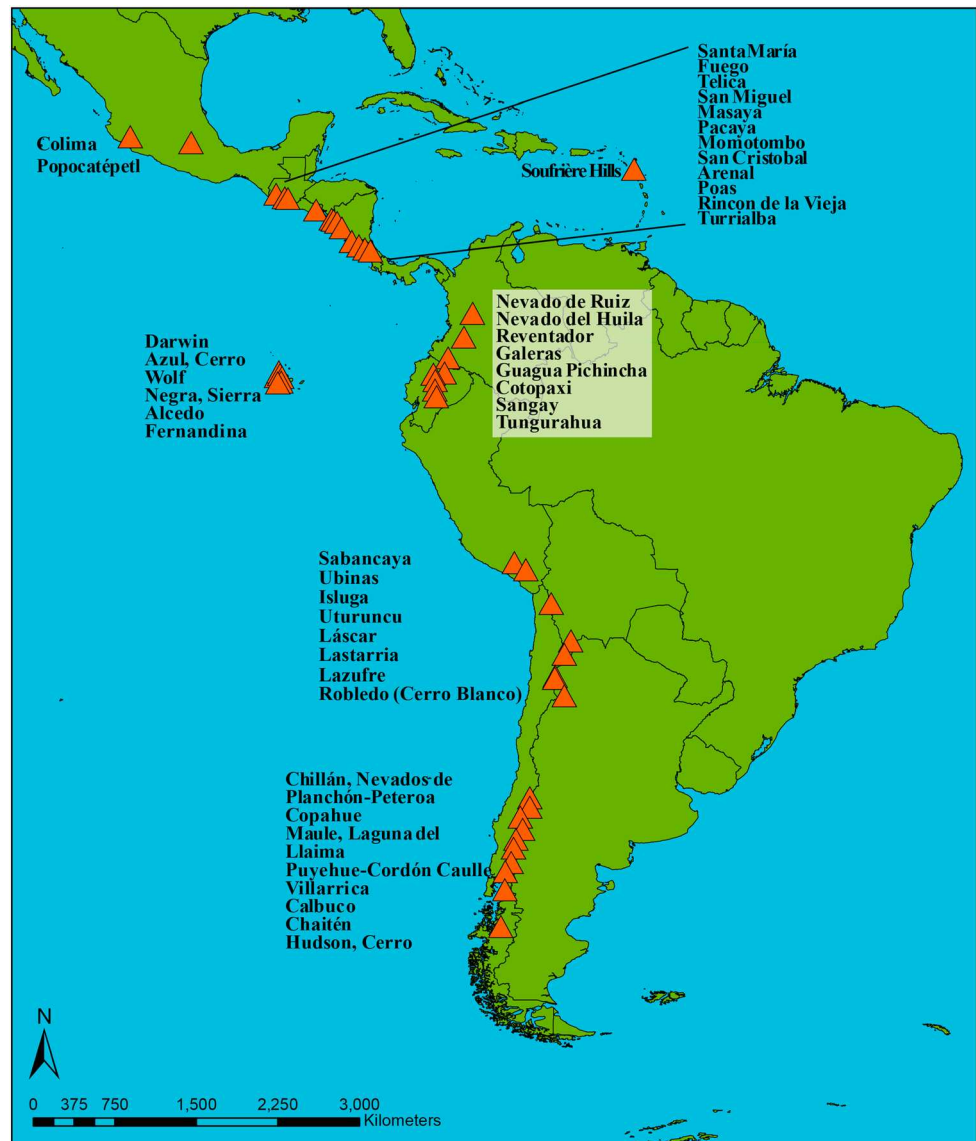 SantaMaría
Fuego
Telica
San Miguel
Masaya
Pacaya
Momotombo
San Cristobal
Arenal
Poas
Rincon de la Vieja
Turrialba
Colima
Popocatépetl
Soufrière Hills
Nevado de Ruiz
Nevado del Huila
Reventador
Galeras
Guagua Pichincha
Cotopaxi
Sangay
Tungurahua
Darwin
Azul, Cerro
Wolf
Negra, Sierra
Alcedo
Fernandina
Sabancaya
Ubinas
Isluga
Uturuncu
Láscar
Lastarria
Lazufre
Robledo (Cerro Blanco)
Chillán, Nevados de
Planchón-Peteroa
Copahue
Maule, Laguna del
Llaima
Puyehue-Cordón Caulle
Villarrica
Calbuco
Chaitén
Hudson, Cerro
N
0 375 750 1,500 2,250 3,000
Kilometers